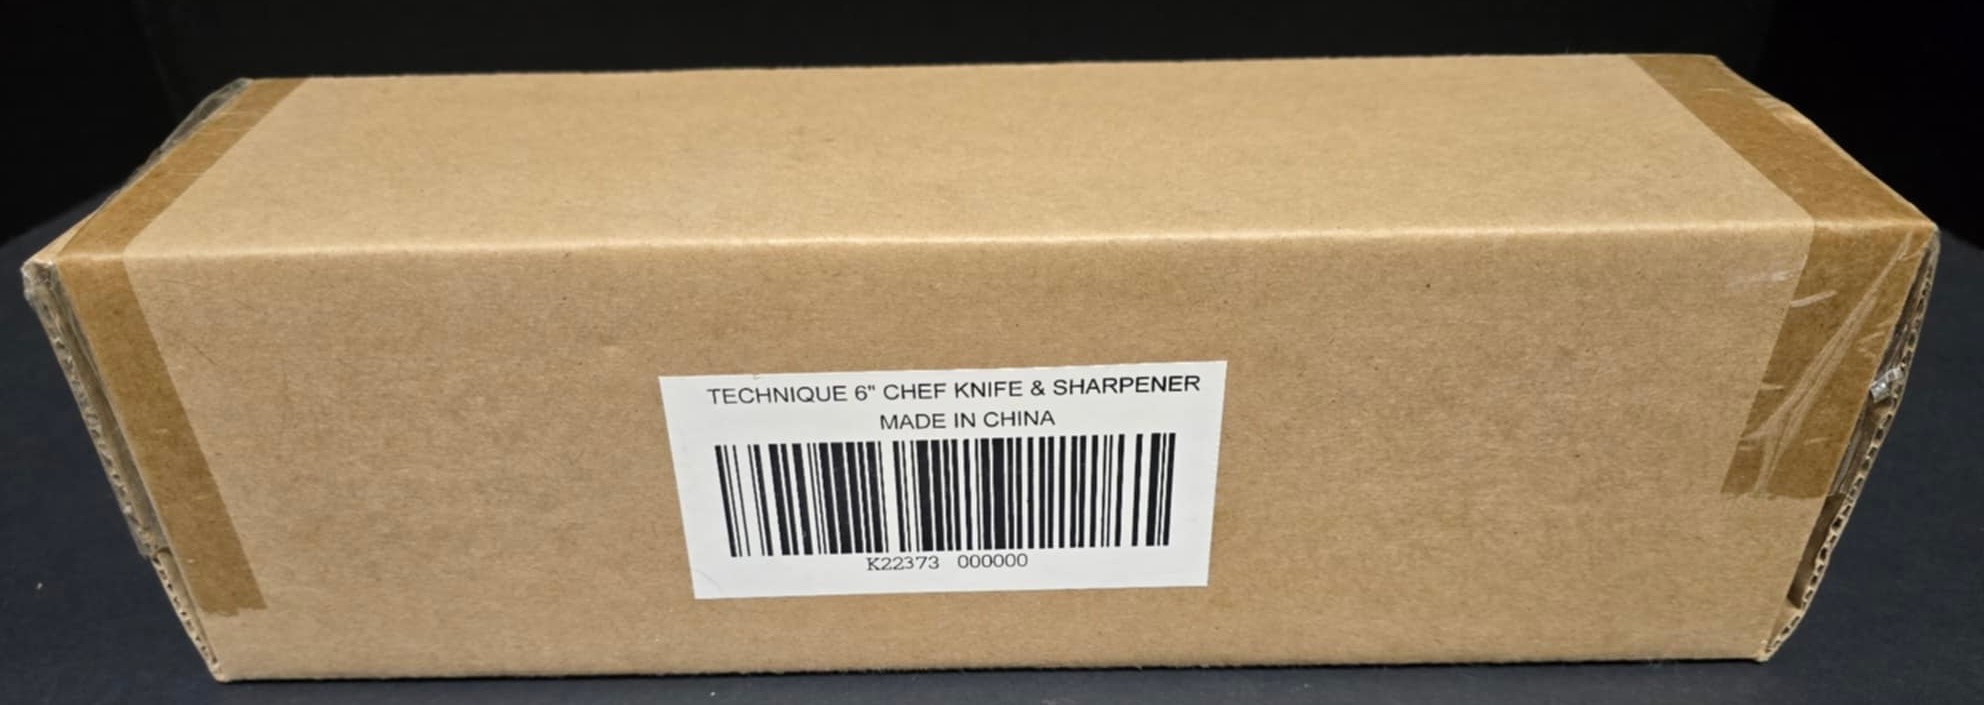 TECHNIQUE 6" CHEF KNIFE & SHARPENER
MADE IN CHINA
K22373 000000